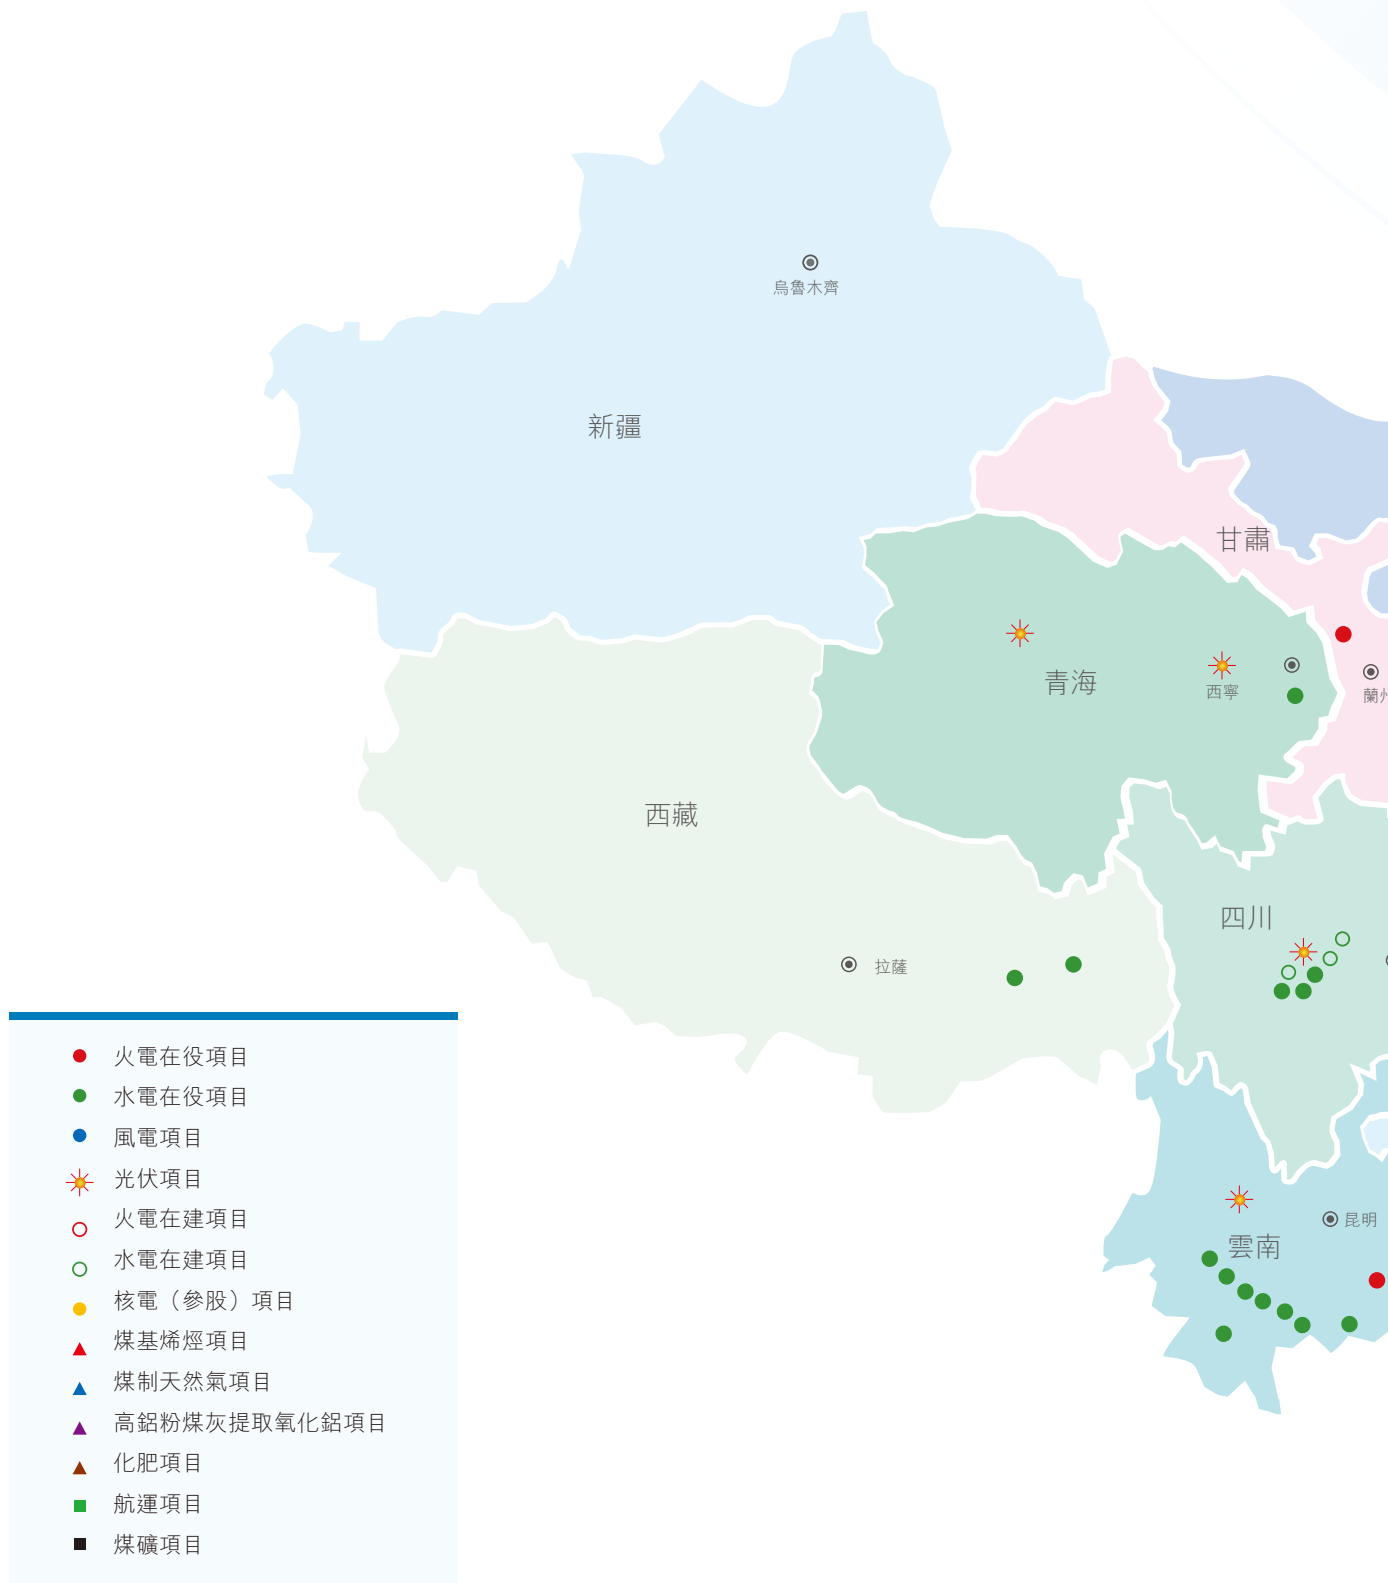 烏魯木齊
新疆
甘肅
青海
西寧
蘭州
西藏
四川
拉薩
昆明
雲南
火電在役項目
水電在役項目
風電項目
光伏項目
火電在建項目
水電在建項目
核電（參股）項目
煤基烯烴項目
煤制天然氣項目
高鋁粉煤灰提取氧化鋁項目
化肥項目
航運項目
煤礦項目